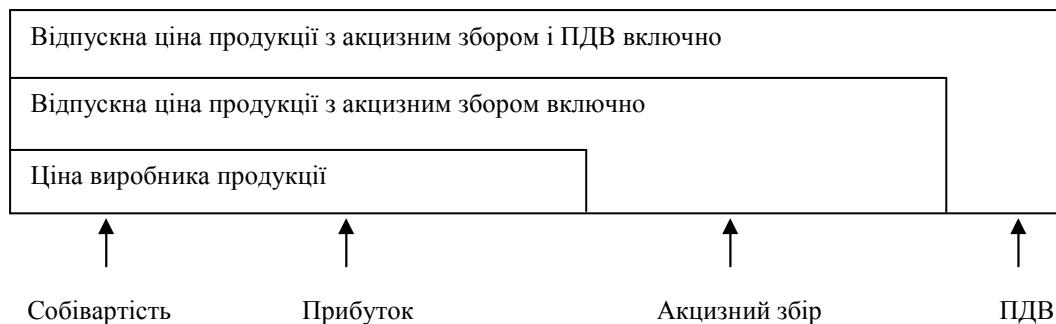 Відпускна ціна продукції з акцизним збором і ПДВ включно
Відпускна ціна продукції з акцизним збором включно
Ціна виробника продукції
Собівартість Прибуток Акцизний збір ПДВ